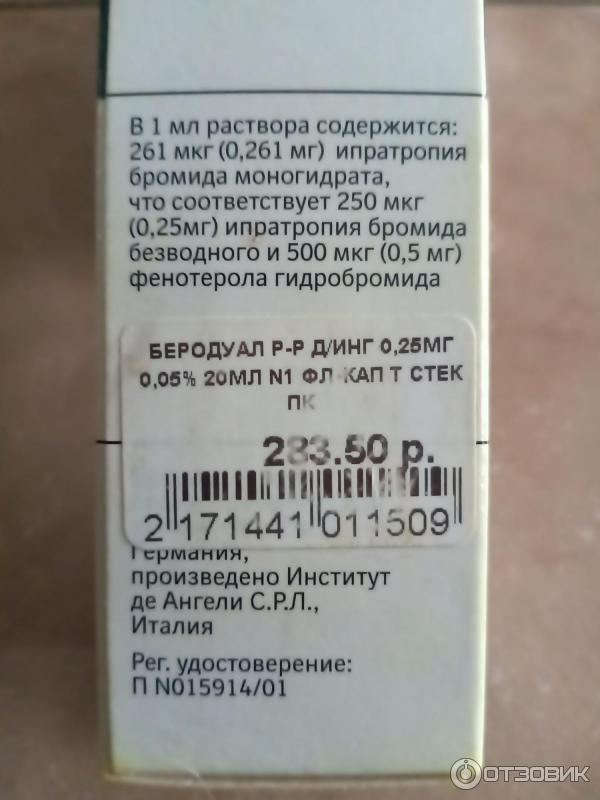 В 1 мл раствора содержится:
261 мкг (0,261 мг) ипратропия
бромида моногидрата,
что соответствует 250 мкг
(0,25мг) ипратропия бромида
безводного и 500 мкг (0,5 мг)
фенотерола гидробромида
БЕРОДУАЛ Р-Р Д/ИНГ 0,25МГ
0,05% 20МЛ N1 ФЛ-КАП Т СТЕК
ПК
283.50 р.
2 171441 011509
Германия,
произведено Институт
де Ангели С.Р.Л.,
Италия
Рег. удостоверение:
П N015914/01
ОТЗОВИК